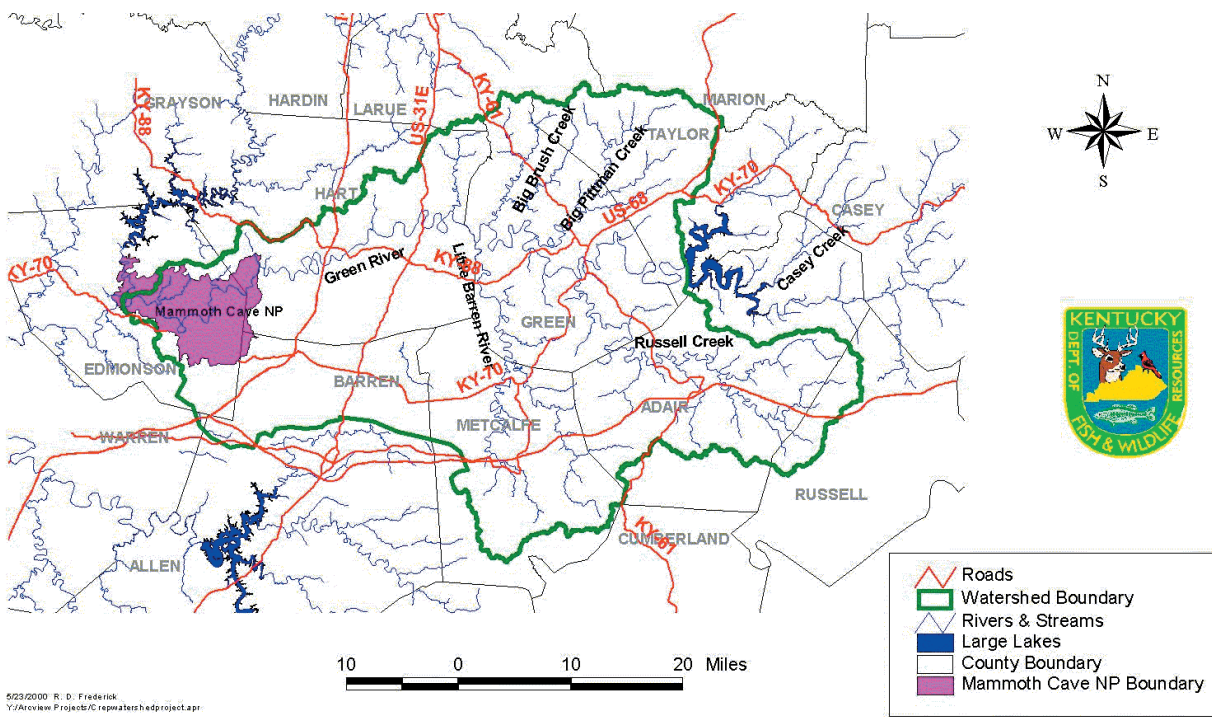 GRAYSON
HARDIN
LARUE
MARION
TAYLOR
KY-88
US-31E
KY-61
I-
HART
Big Brush Creek
Big Pittman Creek
US-68
KY-70
CASEY
Casey Creek
KY-70
Green River
KY-88
Little Barren River
Mammoth Cave NP
GREEN
Russell Creek
EDMONSON
BARREN
KY-70
ADAIR
METCALFE
WARREN
RUSSELL
CUMBERLAND
KY-61
ALLEN
N
W
E
S
KENTUCKY
DEPT. OF
FISH & WILDLIFE
RESOURCES
Roads
Watershed Boundary
Rivers & Streams
Large Lakes
County Boundary
Mammoth Cave NP Boundary
10 0 10 20 Miles
5/23/2000 R. D. Frederick
Y:/Arcview Projects/Crepwatershedproject.apr